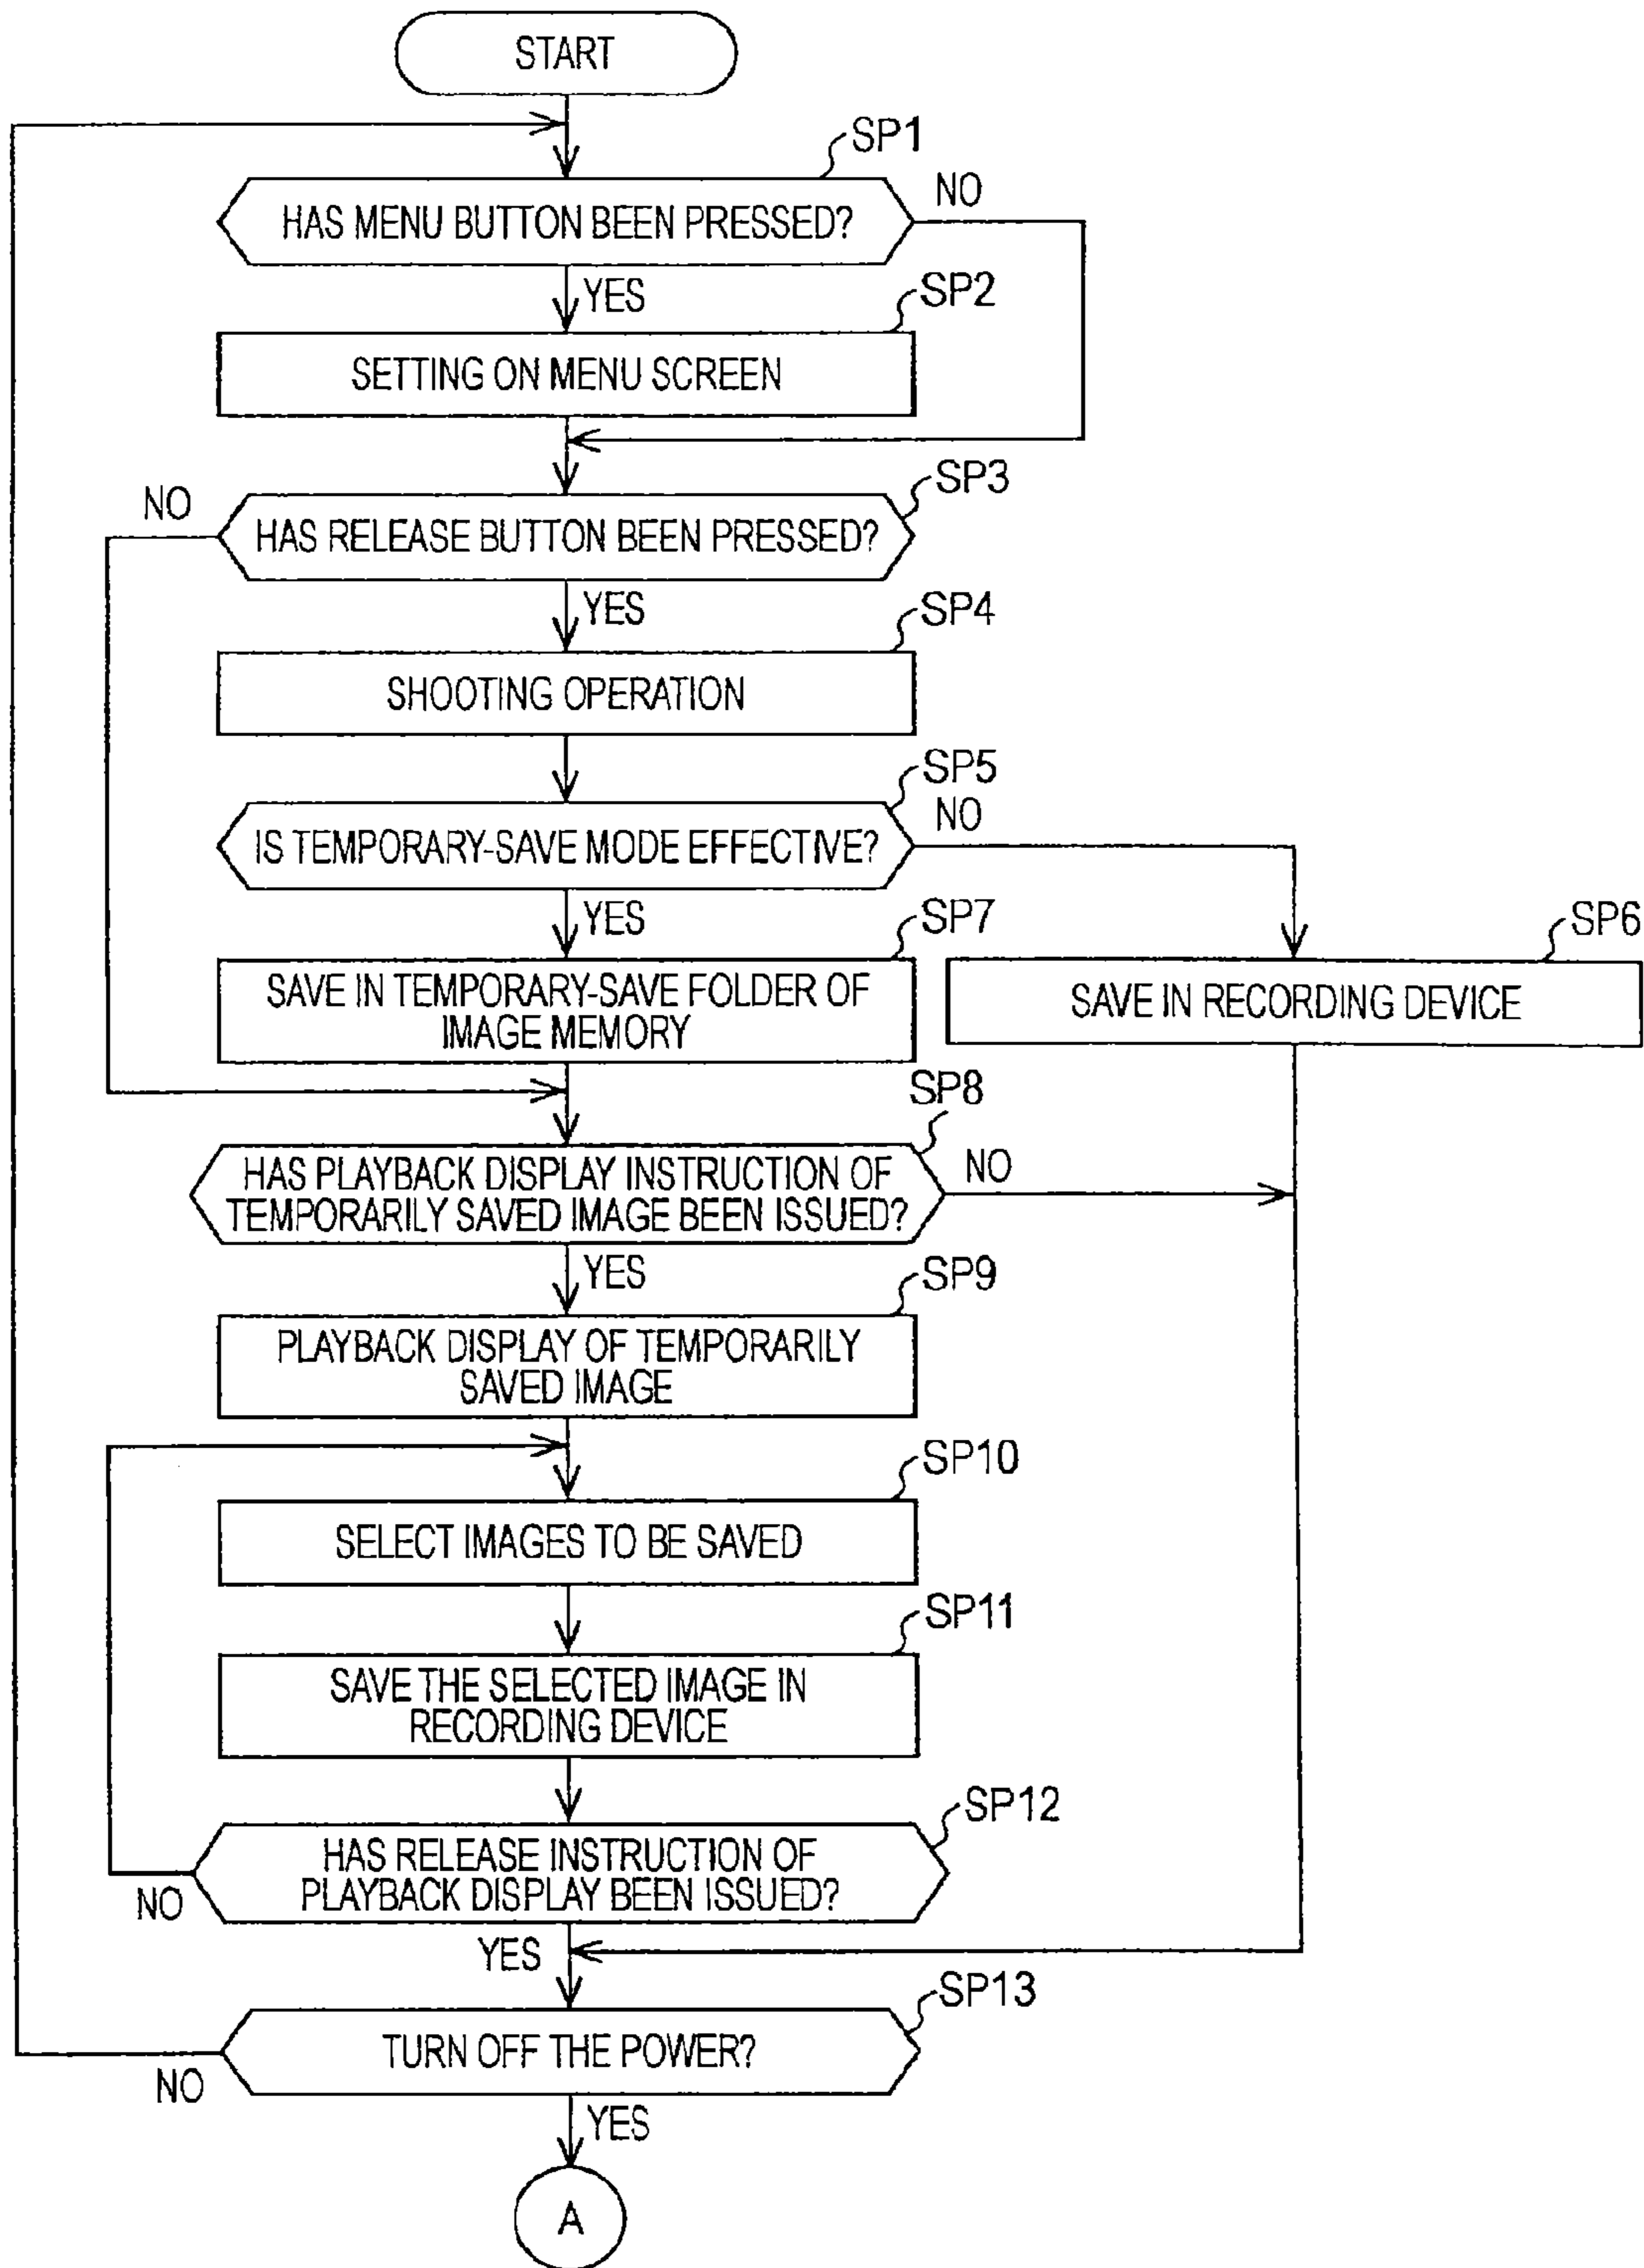 START
SP1
HAS MENU BUTTON BEEN PRESSED?
NO
YES
SP2
SETTING ON MENU SCREEN
SP3
NO
HAS RELEASE BUTTON BEEN PRESSED?
YES
SP4
SHOOTING OPERATION
SP5
IS TEMPORARY-SAVE MODE EFFECTIVE?
NO
YES
SP7
SP6
SAVE IN TEMPORARY-SAVE FOLDER OF
IMAGE MEMORY
SAVE IN RECORDING DEVICE
SP8
HAS PLAYBACK DISPLAY INSTRUCTION OF
TEMPORARILY SAVED IMAGE BEEN ISSUED?
NO
YES
SP9
PLAYBACK DISPLAY OF TEMPORARILY
SAVED IMAGE
SP10
SELECT IMAGES TO BE SAVED
SP11
SAVE THE SELECTED IMAGE IN
RECORDING DEVICE
SP12
HAS RELEASE INSTRUCTION OF
PLAYBACK DISPLAY BEEN ISSUED?
NO
YES
SP13
TURN OFF THE POWER?
NO
YES
A